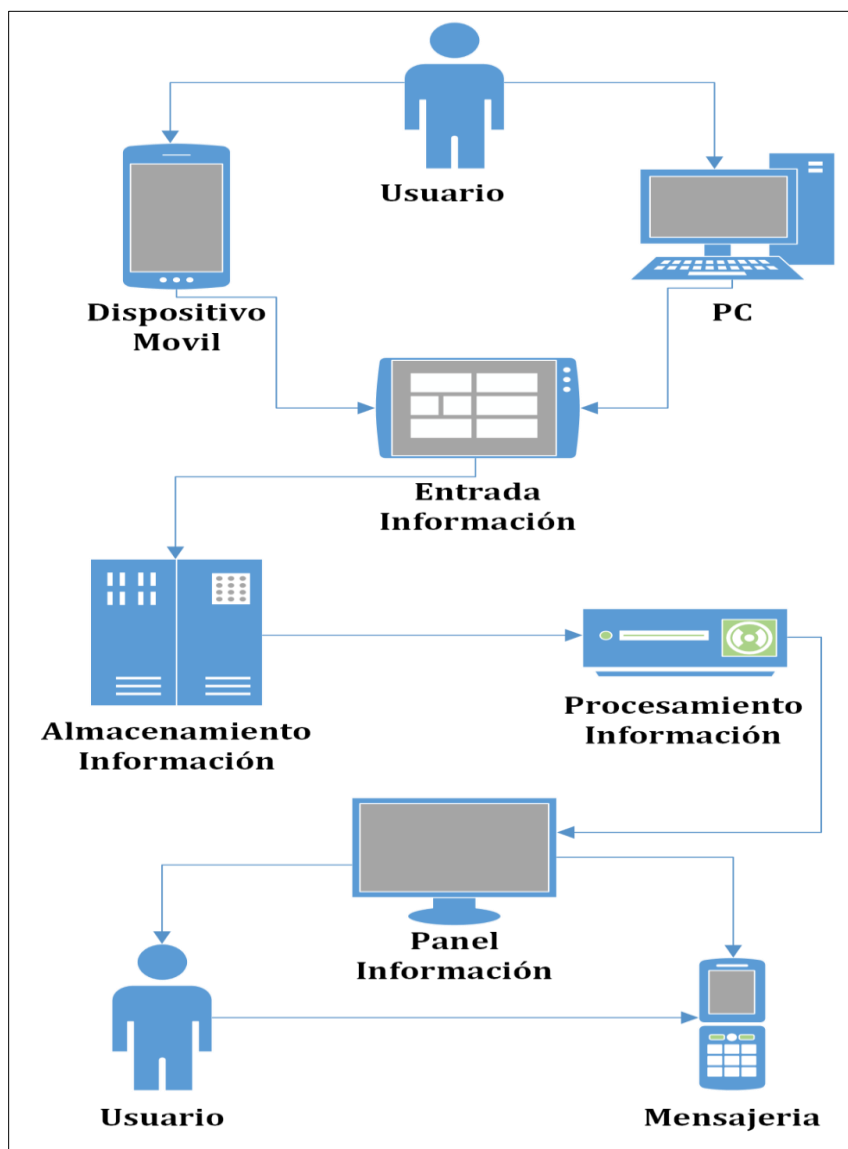 Usuario
Dispositivo
Movil
PC
Entrada
Información
Almacenamiento
Información
Procesamiento
Información
Panel
Información
Usuario
Mensajeria